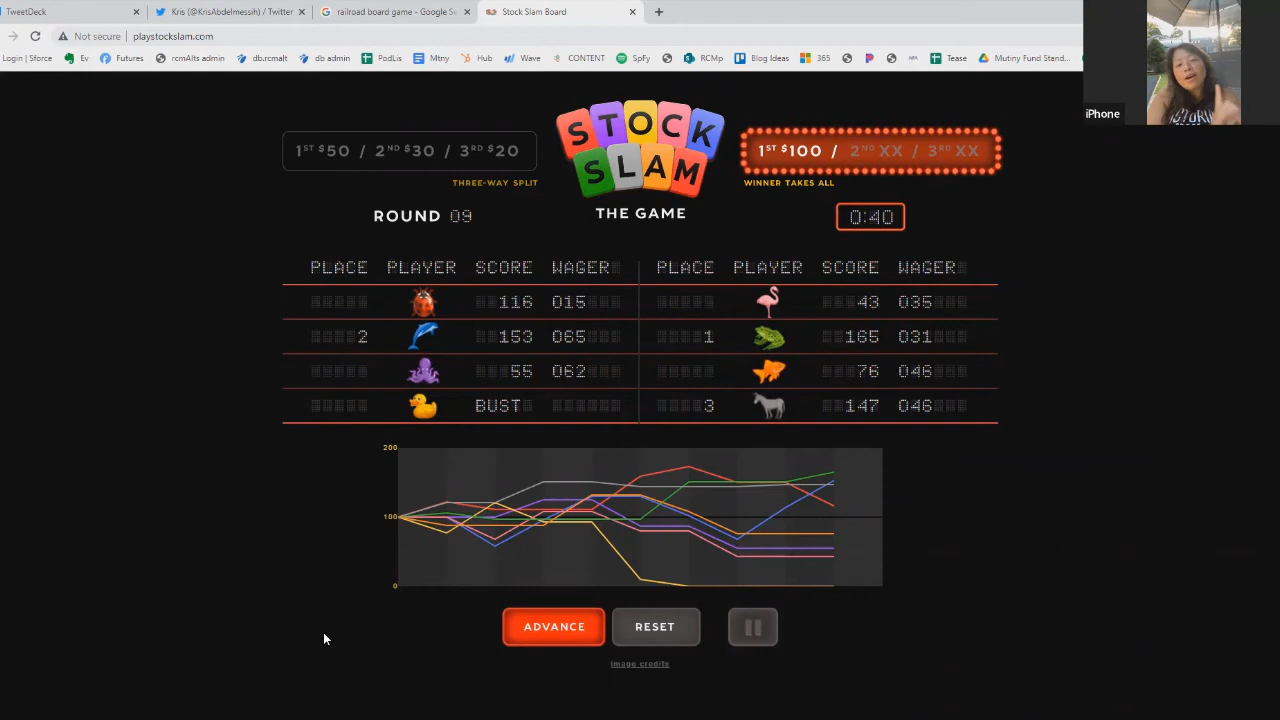 TweetDeck
Kris (@KrisAbdelmessih) / Twitter
railroad board game - Google Se
Stock Slam Board
Not secure | playstockslam.com
Login | Sforce
Ev
Futures
rcmAlts admin
db.rcmalt
db admin
PodLis
Mtny
Hub
Wave
CONTENT
SpFy
RCMp
Blog Ideas
365
Tease
Mutiny Fund Stand...
iPhone
1ST $50 / 2ND $30 / 3RD $20
THREE-WAY SPLIT
STOCK
SLAM
THE GAME
1ST $100 / 2ND XX / 3RD XX
WINNER TAKES ALL
ROUND 09
0:40
PLACE PLAYER SCORE WAGER PLACE PLAYER SCORE WAGER
116 015 43 035
2 153 065 1 165 031
55 062 76 046
BUST 3 147 046
200
100
0
ADVANCE
RESET
image credits